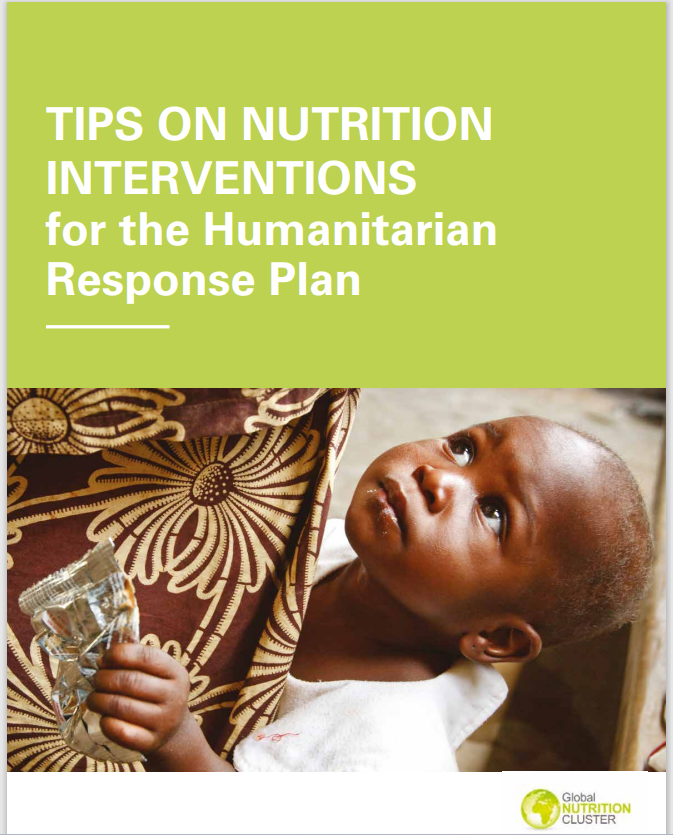 TIPS ON NUTRITION
INTERVENTIONS
for the Humanitarian
Response Plan
Global
NUTRITION
CLUSTER